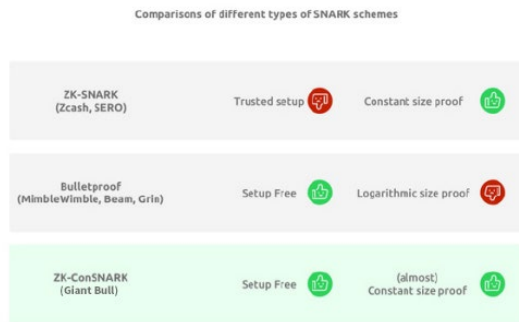 Comparisons of different types of SNARK schemes
ZK-SNARK
(Zcash, SERO)
Trusted setup
Constant size proof
Bulletproof
(MimbleWimble, Beam, Grin)
Setup Free
Logarithmic size proof
ZK-ConSNARK
(Giant Bull)
Setup Free
(almost)
Constant size proof